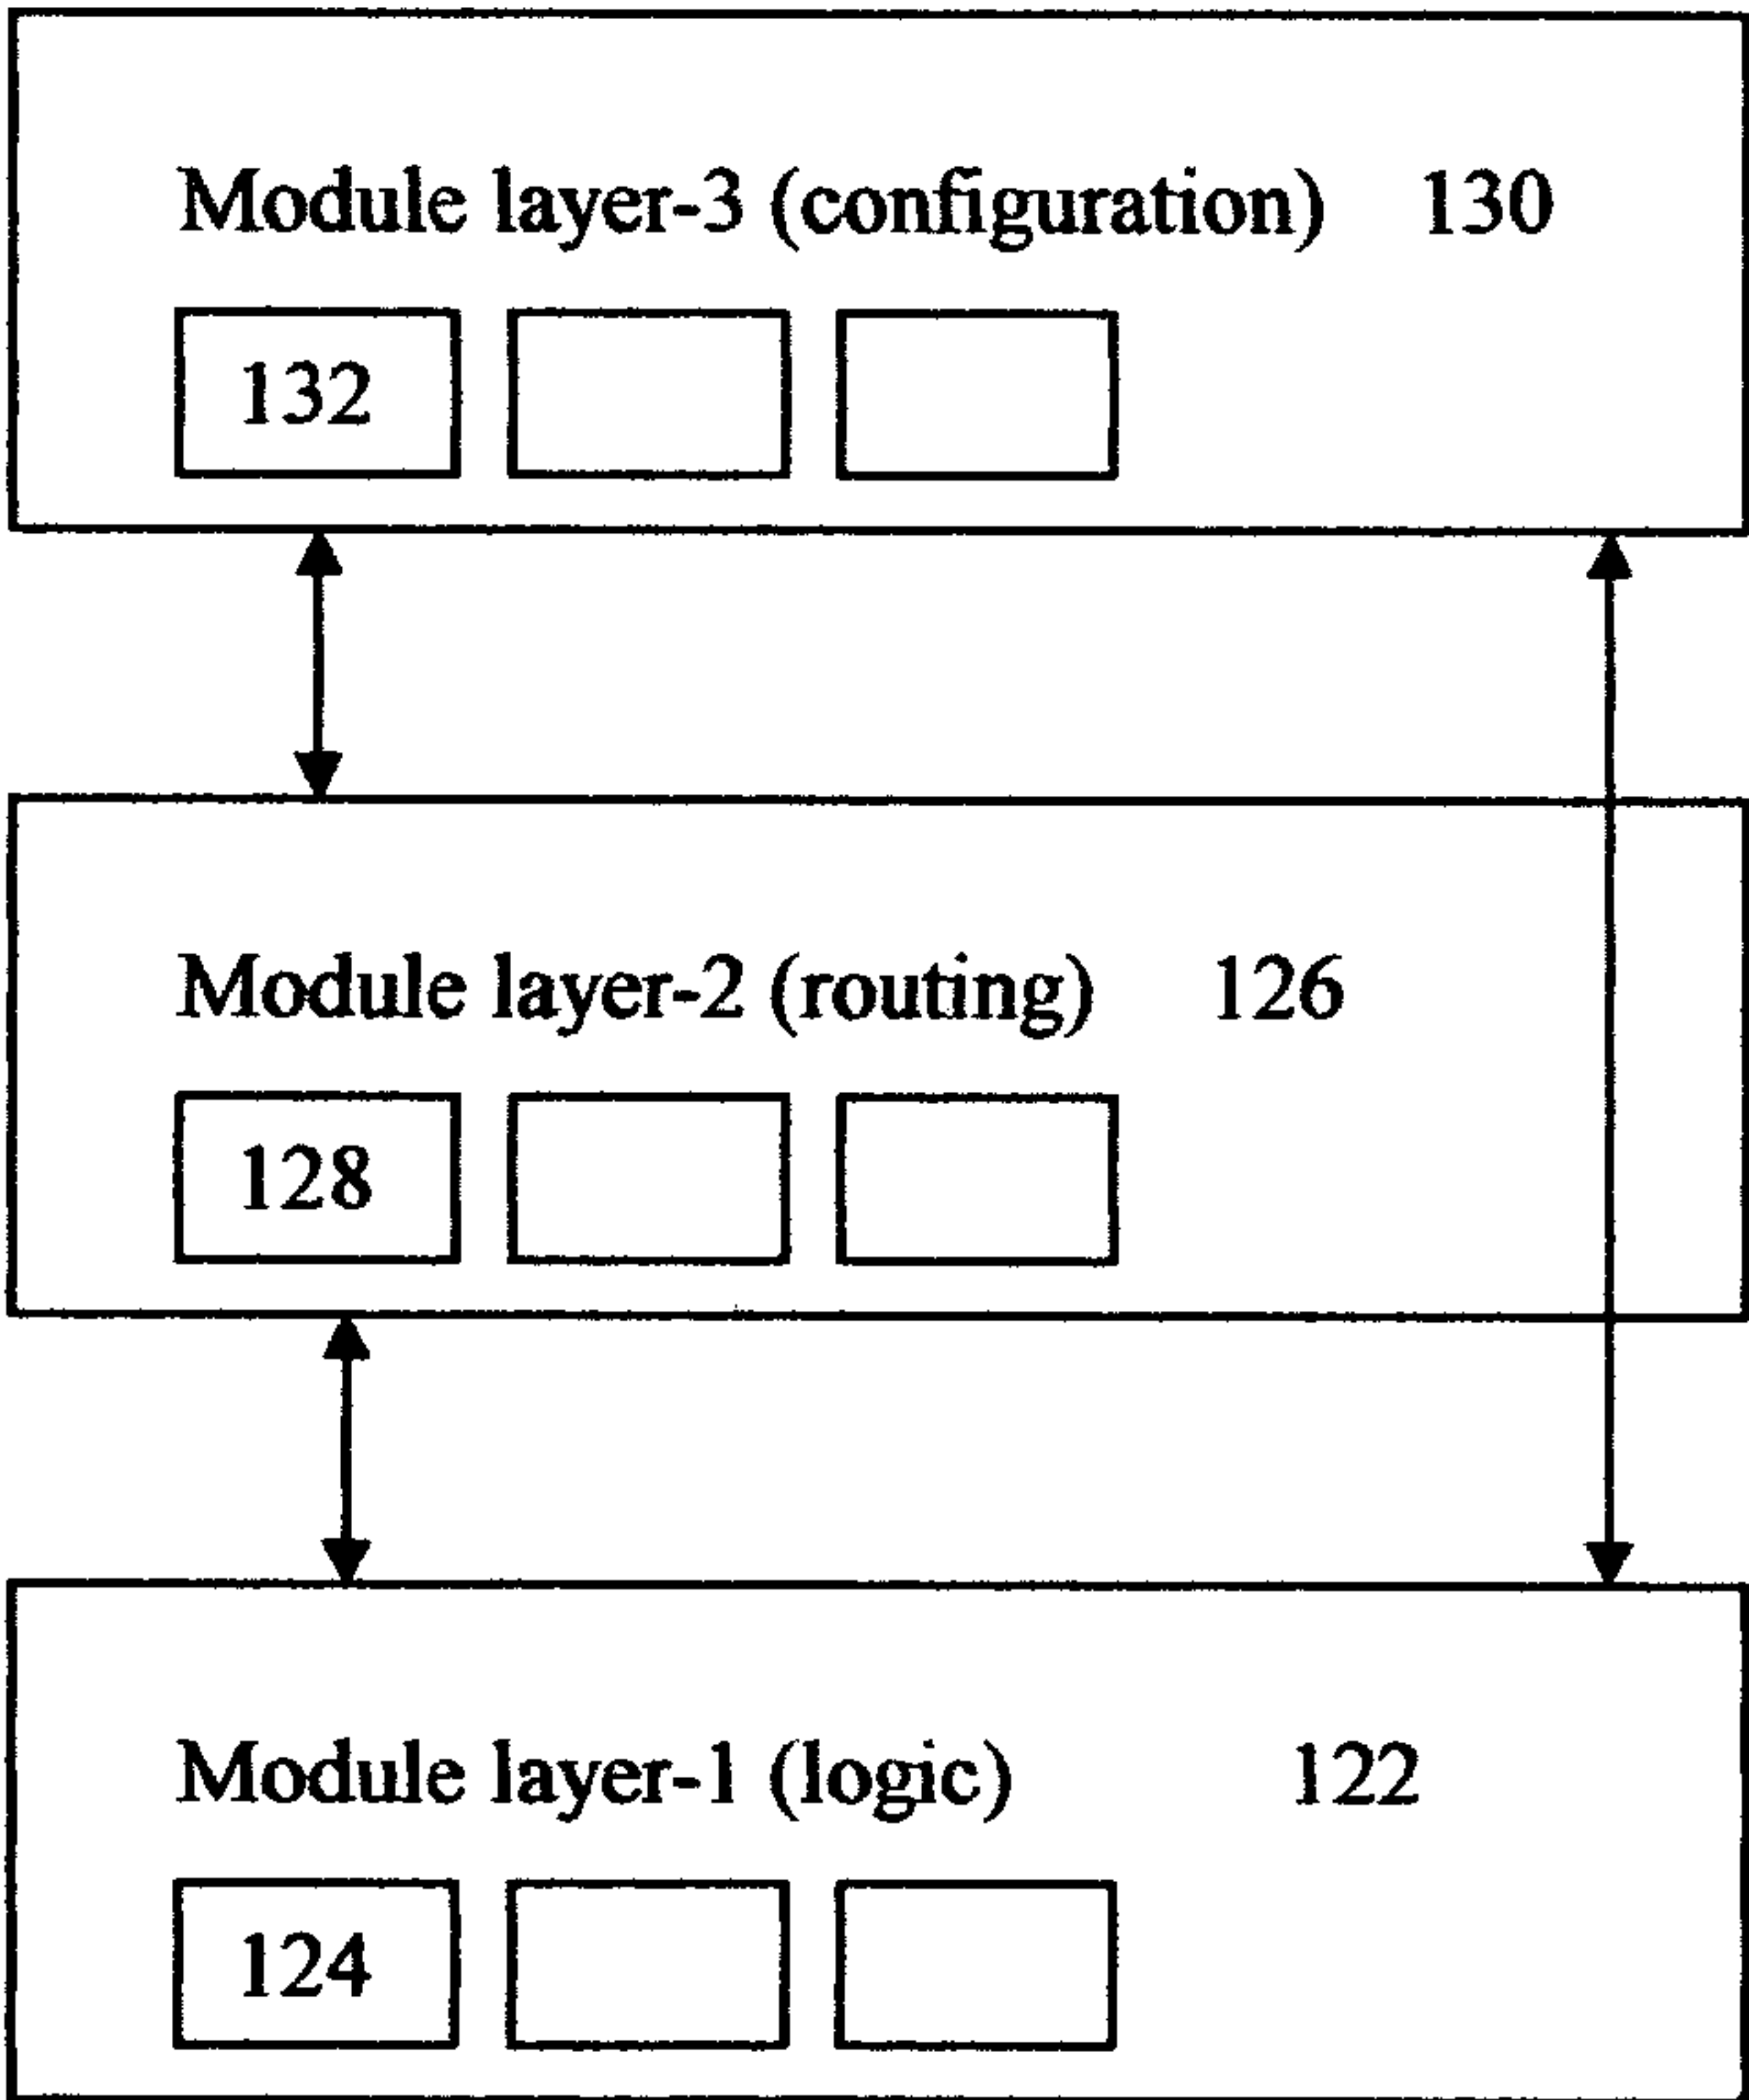 Module layer-3 (configuration) 130
132
Module layer-2 (routing) 126
128
Module layer-1 (logic) 122
124